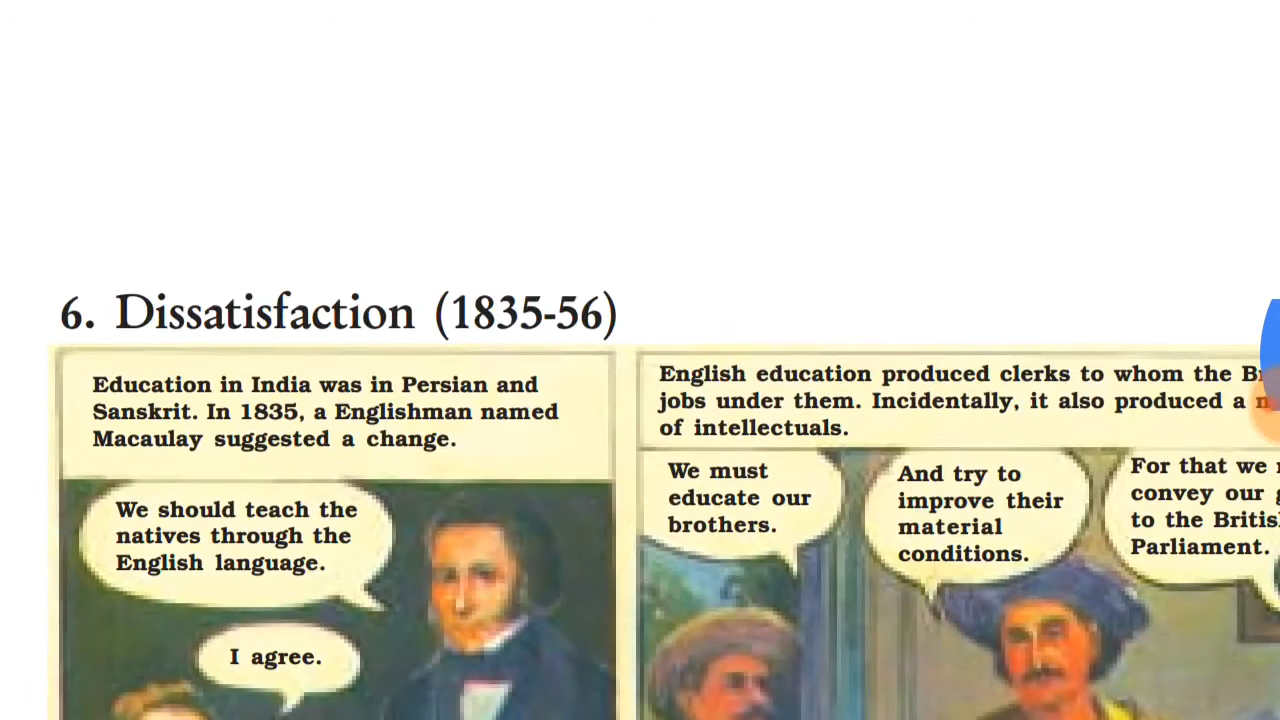 6. Dissatisfaction (1835-56)
Education in India was in Persian and
Sanskrit. In 1835, a Englishman named
Macaulay suggested a change.
We should teach the
natives through the
English language.
I agree.
English education produced clerks to whom the
jobs under them. Incidentally, it also produced a
of intellectuals.
We must
educate our
brothers.
And try to
improve their
material
conditions.
For that we
convey our
to the
Parliament.